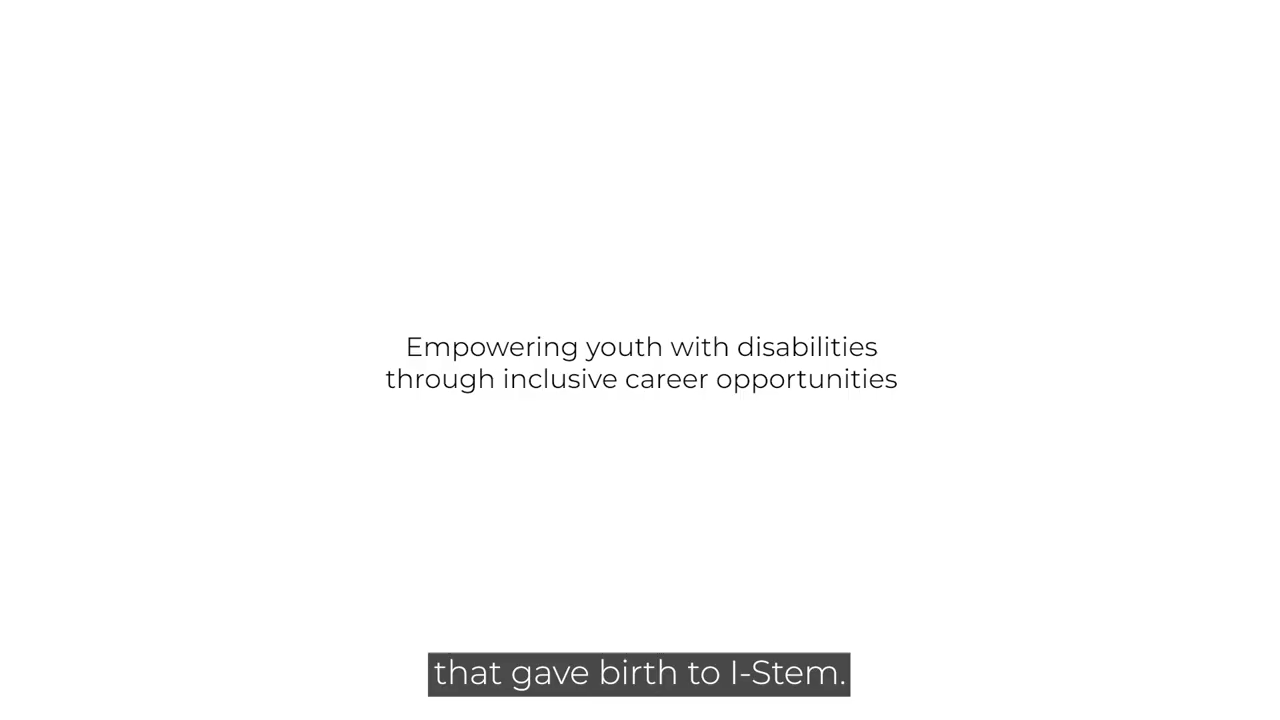 Empowering youth with disabilities
through inclusive career opportunities
that gave birth to I-Stem.